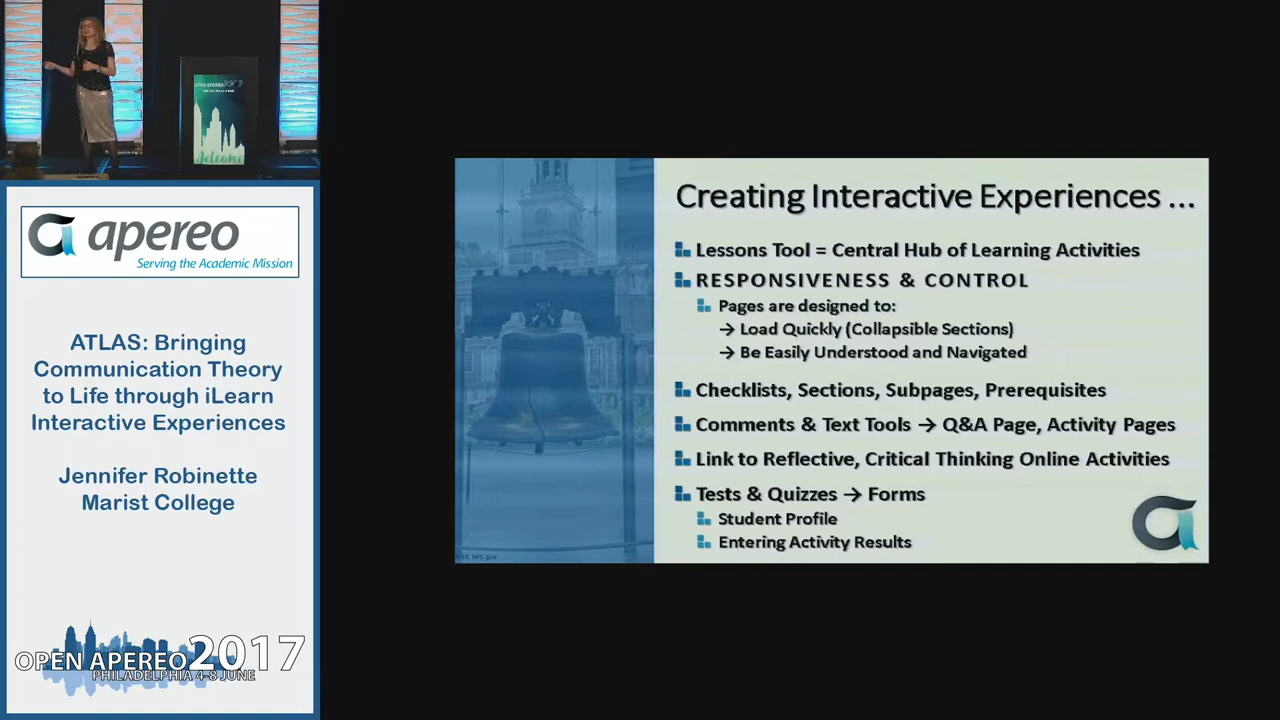 OPEN APEREO 2017
Welcome
apereo
Serving the Academic Mission
ATLAS: Bringing
Communication Theory
to Life through iLearn
Interactive Experiences
Jennifer Robinette
Marist College
OPEN APEREO 2017
PHILADELPHIA 4-8 JUNE
Creating Interactive Experiences ...
Lessons Tool = Central Hub of Learning Activities
RESPONSIVENESS & CONTROL
Pages are designed to:
→ Load Quickly (Collapsible Sections)
→ Be Easily Understood and Navigated
Checklists, Sections, Subpages, Prerequisites
Comments & Text Tools → Q&A Page, Activity Pages
Link to Reflective, Critical Thinking Online Activities
Tests & Quizzes → Forms
Student Profile
Entering Activity Results